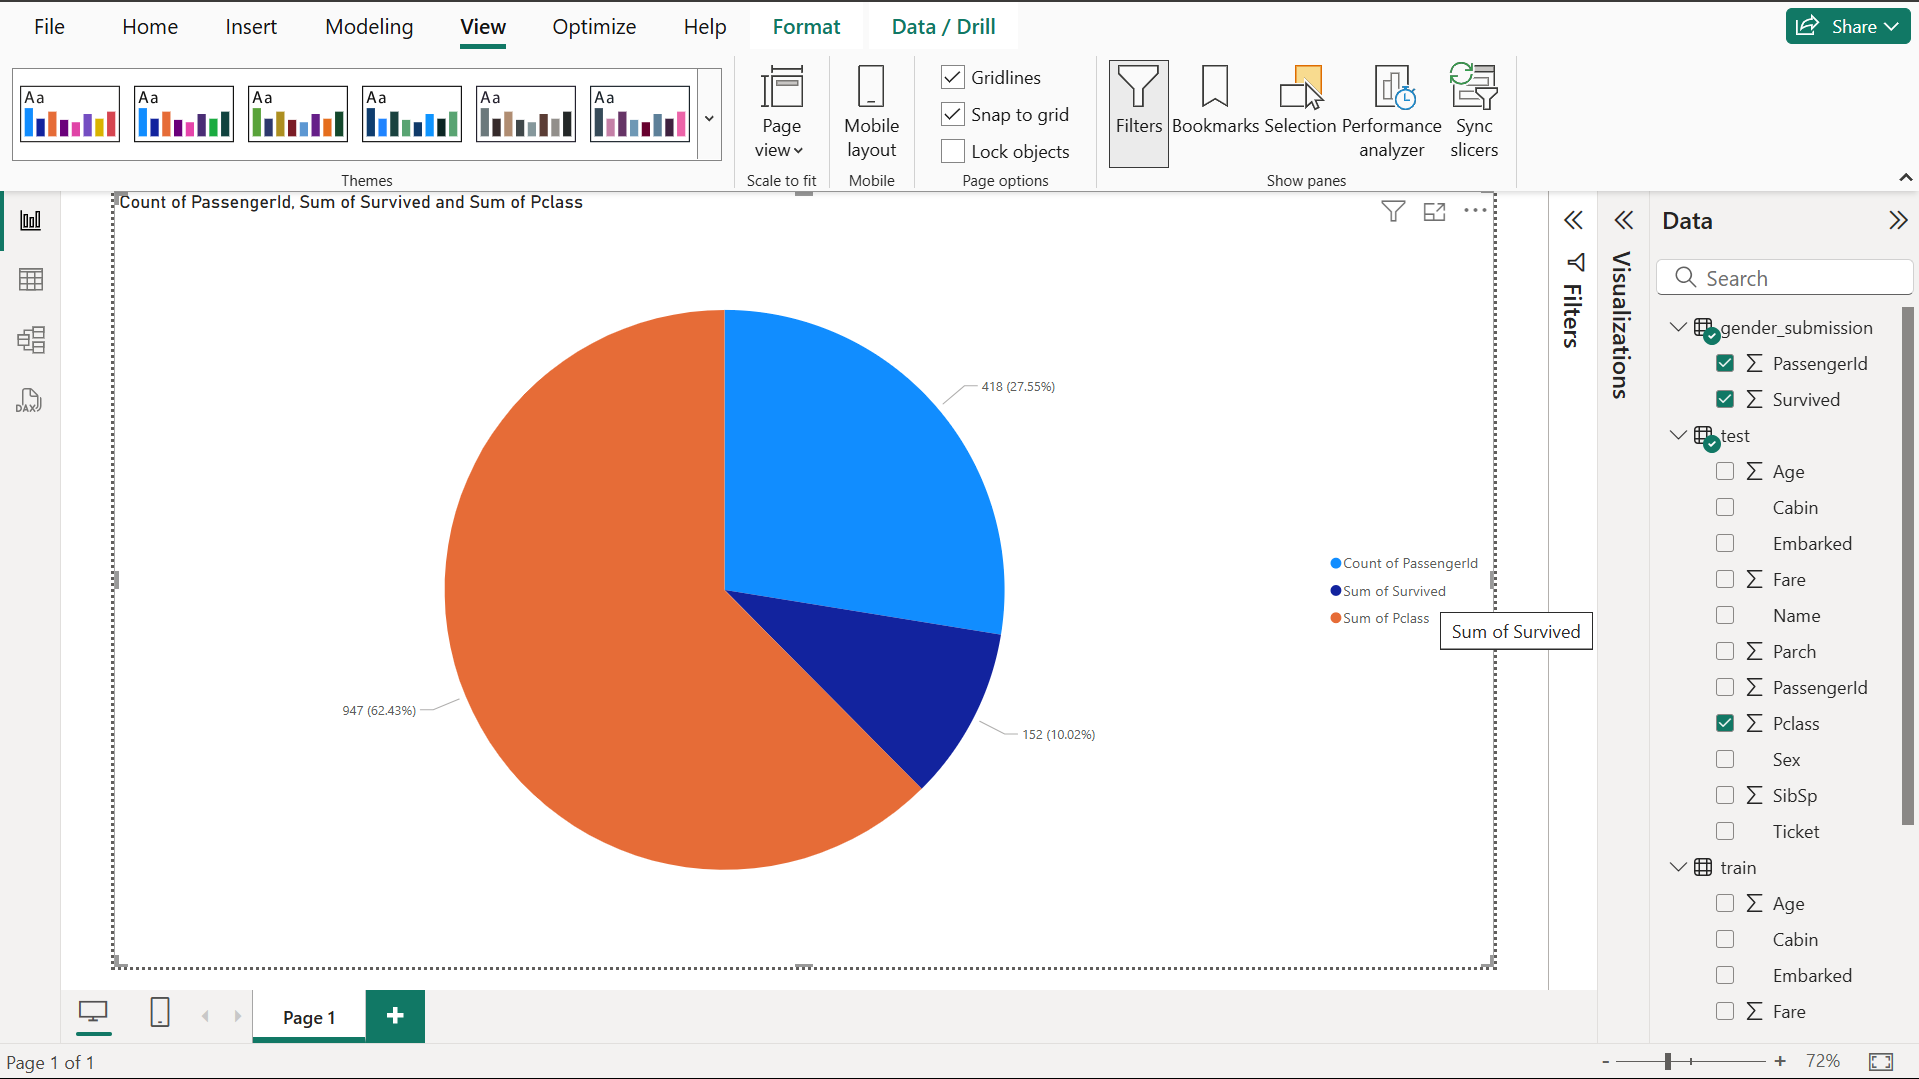 File Home Insert Modeling View Optimize Help Format Data / Drill Share
Aa Aa Aa Aa Aa Aa
Themes
Page view
Scale to fit
Mobile layout
Mobile
Gridlines
Snap to grid
Lock objects
Page options
Filters
Bookmarks
Selection
Performance analyzer
Sync slicers
Show panes
DAX
Count of PassengerId, Sum of Survived and Sum of Pclass
418 (27.55%)
947 (62.43%)
152 (10.02%)
Count of PassengerId
Sum of Survived
Sum of Pclass
Sum of Survived
Filters
Visualizations
Data
Search
gender_submission
Σ PassengerId
Σ Survived
test
Σ Age
Cabin
Embarked
Σ Fare
Name
Σ Parch
Σ PassengerId
Σ Pclass
Sex
Σ SibSp
Ticket
train
Σ Age
Cabin
Embarked
Σ Fare
Page 1 +
Page 1 of 1
- + 72%